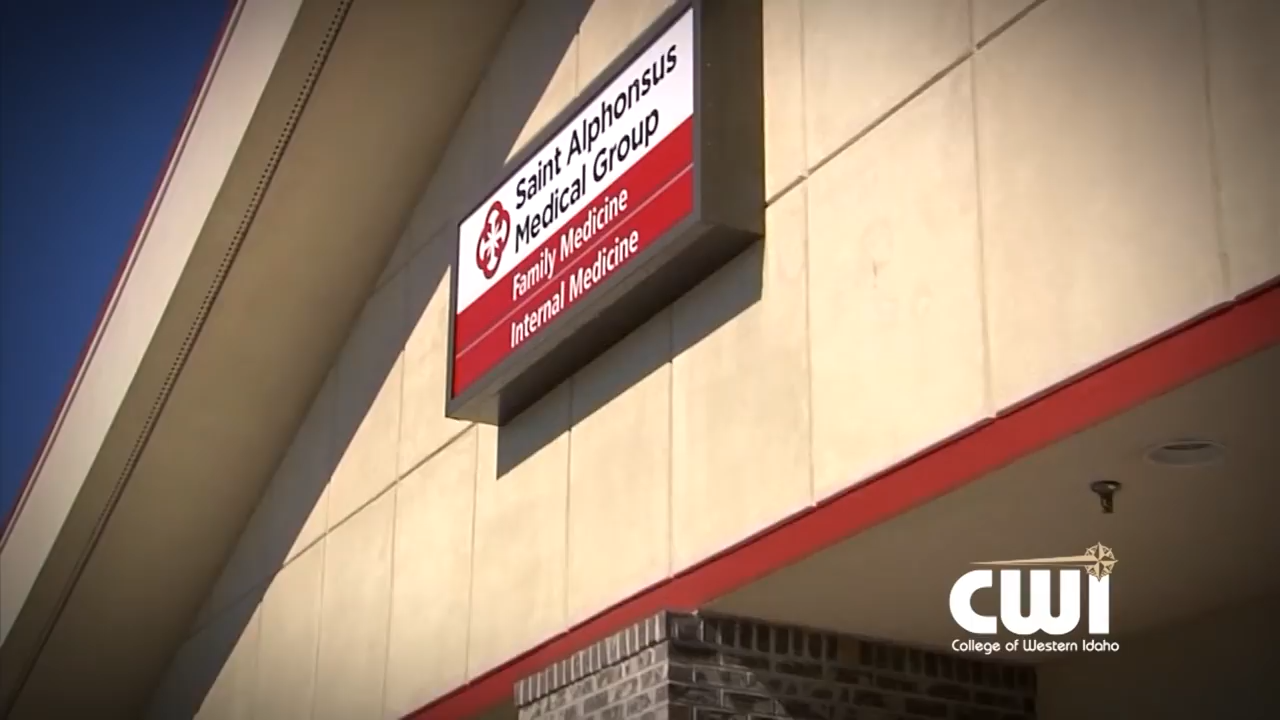 Saint Alphonsus
Medical Group
Family Medicine
Internal Medicine
CWI
College of Western Idaho